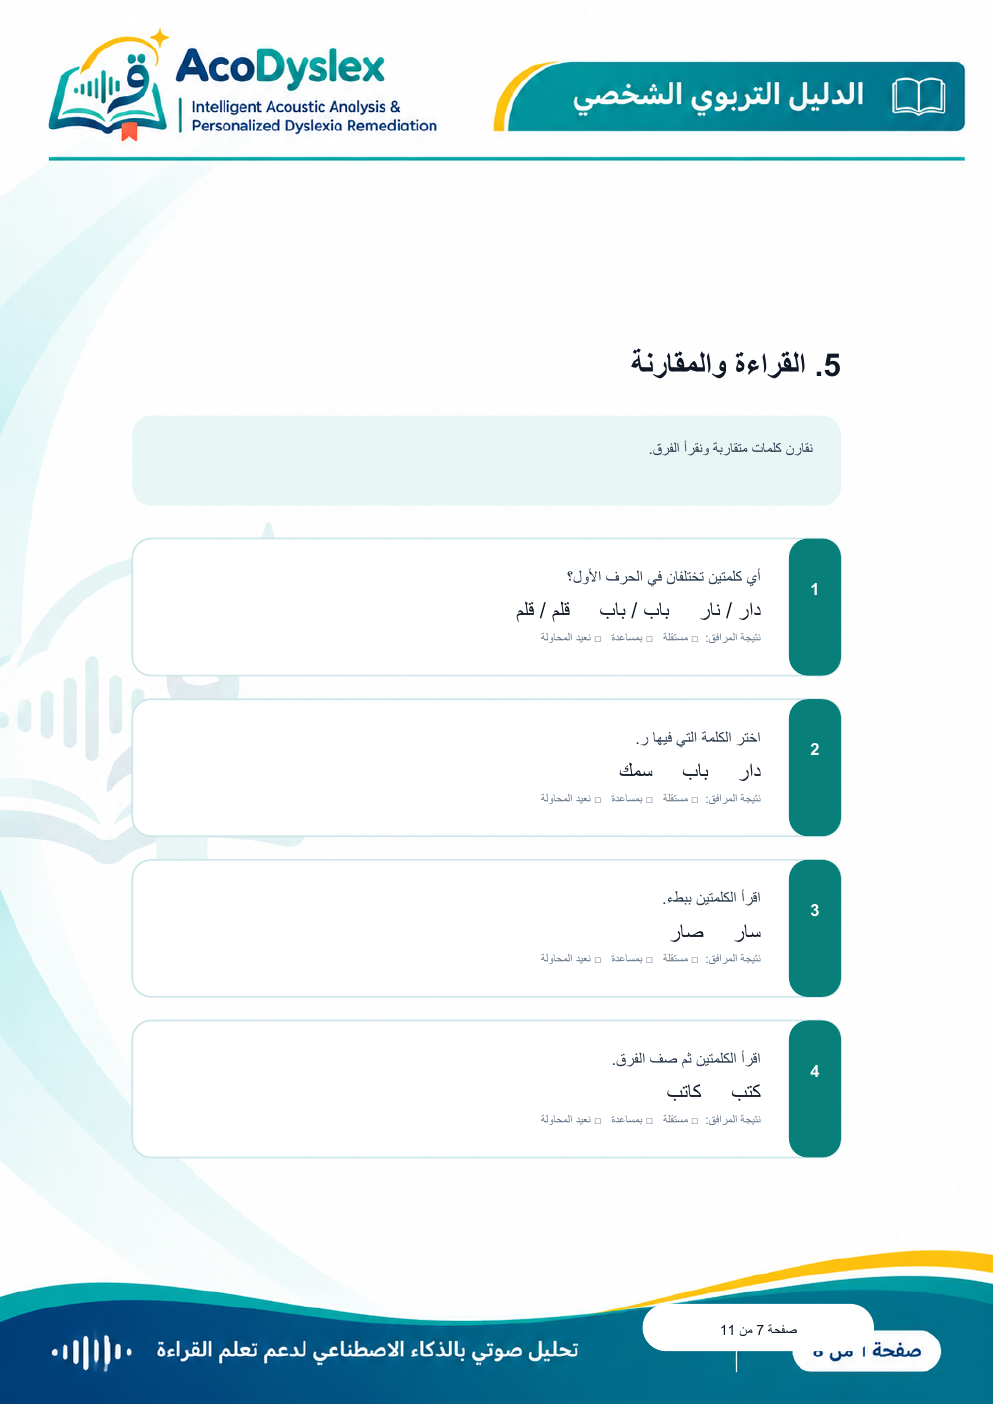 AcoDyslex
Intelligent Acoustic Analysis &
Personalized Dyslexia Remediation
الدليل التربوي الشخصي
5. القراءة والمقارنة
نقارن كلمات متقاربة ونقرأ الفرق.
1
أي كلمتين تختلفان في الحرف الأول؟
دار / نار باب / باب قلم / قلم
نتيجة المرافق: □ مستقلة □ بمساعدة □ نعيد المحاولة
2
اختر الكلمة التي فيها ر.
دار باب سمك
نتيجة المرافق: □ مستقلة □ بمساعدة □ نعيد المحاولة
3
اقرأ الكلمتين ببطء.
سار صار
نتيجة المرافق: □ مستقلة □ بمساعدة □ نعيد المحاولة
4
اقرأ الكلمتين ثم صف الفرق.
كتب كاتب
نتيجة المرافق: □ مستقلة □ بمساعدة □ نعيد المحاولة
صفحة 7 من 11
صفحة
تحليل صوتي بالذكاء الاصطناعي لدعم تعلم القراءة